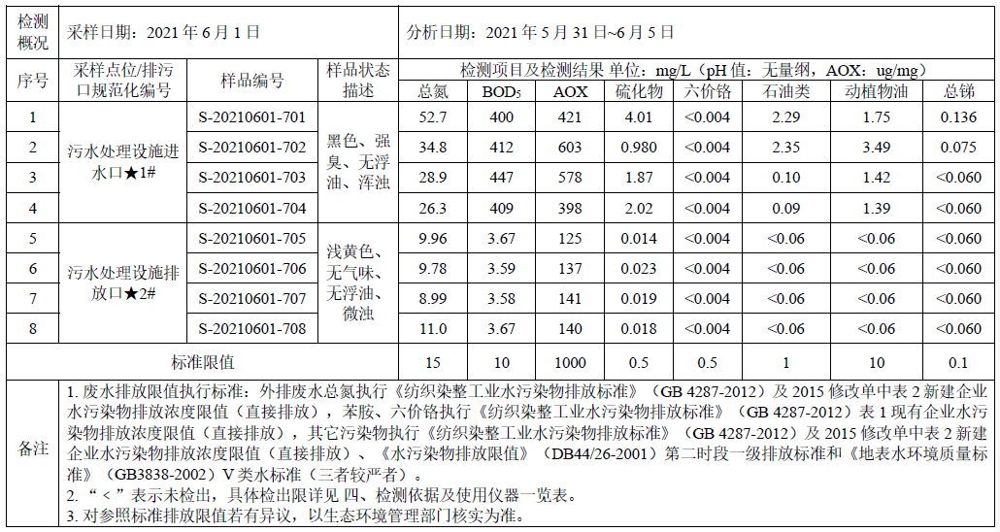 检测概况 采样日期：2021 年 6 月 1 日 分析日期：2021 年 5 月 31 日~6 月 5 日
序号 采样点位/排污口规范化编号 样品编号 样品状态描述 检测项目及检测结果 单位：mg/L（pH 值：无量纲，AOX：ug/mg）
总氮 BOD₅ AOX 硫化物 六价铬 石油类 动植物油 总锑
1 污水处理设施进水口★1# S-20210601-701 黑色、强臭、无浮油、浑浊 52.7 400 421 4.01 <0.004 2.29 1.75 0.136
2 S-20210601-702 34.8 412 603 0.980 <0.004 2.35 3.49 0.075
3 S-20210601-703 28.9 447 578 1.87 <0.004 0.10 1.42 <0.060
4 S-20210601-704 26.3 409 398 2.02 <0.004 0.09 1.39 <0.060
5 污水处理设施排放口★2# S-20210601-705 浅黄色、无气味、无浮油、微浊 9.96 3.67 125 0.014 <0.004 <0.06 <0.06 <0.060
6 S-20210601-706 9.78 3.59 137 0.023 <0.004 <0.06 <0.06 <0.060
7 S-20210601-707 8.99 3.58 141 0.019 <0.004 <0.06 <0.06 <0.060
8 S-20210601-708 11.0 3.67 140 0.018 <0.004 <0.06 <0.06 <0.060
标准限值 15 10 1000 0.5 0.5 1 10 0.1
备注
1. 废水排放限值执行标准：外排废水总氮执行《纺织染整工业水污染物排放标准》（GB 4287-2012）及 2015 修改单中表 2 新建企业
水污染物排放浓度限值（直接排放），苯胺、六价铬执行《纺织染整工业水污染物排放标准》（GB 4287-2012）表 1 现有企业水污
染物排放浓度限值（直接排放），其它污染物执行《纺织染整工业水污染物排放标准》（GB 4287-2012）及 2015 修改单中表 2 新建
企业水污染物排放浓度限值（直接排放）、《水污染物排放限值》（DB44/26-2001）第二时段一级排放标准和《地表水环境质量标
准》（GB3838-2002）V 类水标准（三者较严者）。
2. “﹤”表示未检出，具体检出限详见 四、检测依据及使用仪器一览表。
3. 对参照标准排放限值若有异议，以生态环境管理部门核实为准。